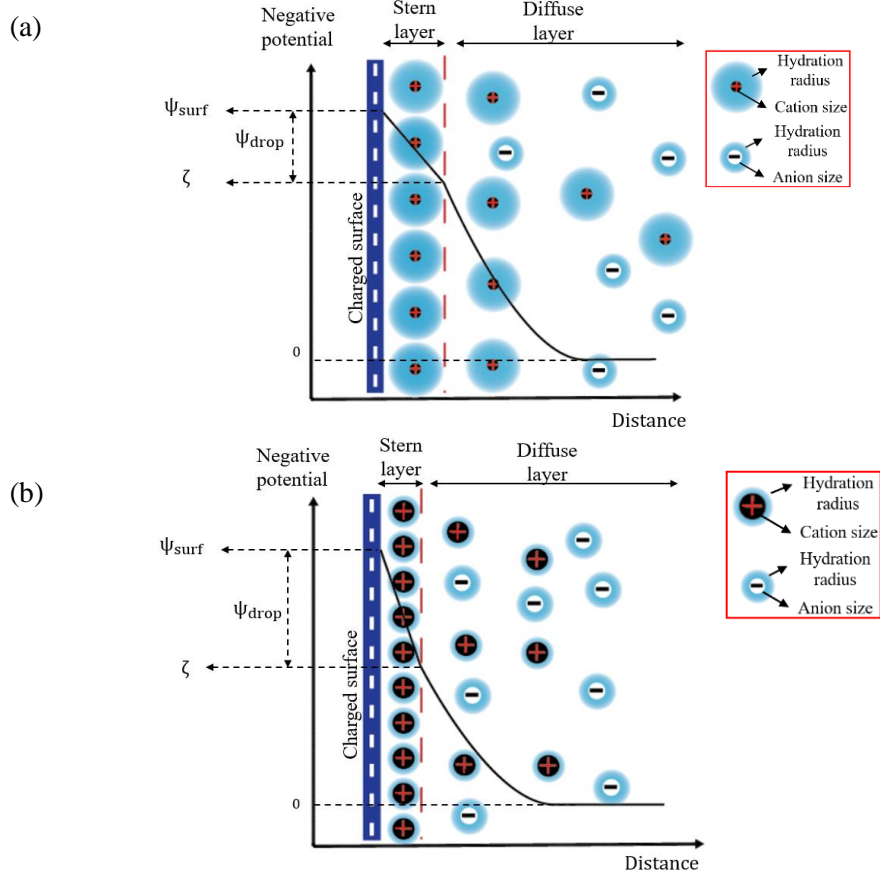 (a)
Negative
potential
Stern
layer
Diffuse
layer
ψsurf
ψdrop
ζ
0
Charged surface
Distance
Hydration
radius
Cation size
Hydration
radius
Anion size
(b)
Negative
potential
Stern
layer
Diffuse
layer
ψsurf
ψdrop
ζ
0
Charged surface
Distance
Hydration
radius
Cation size
Hydration
radius
Anion size